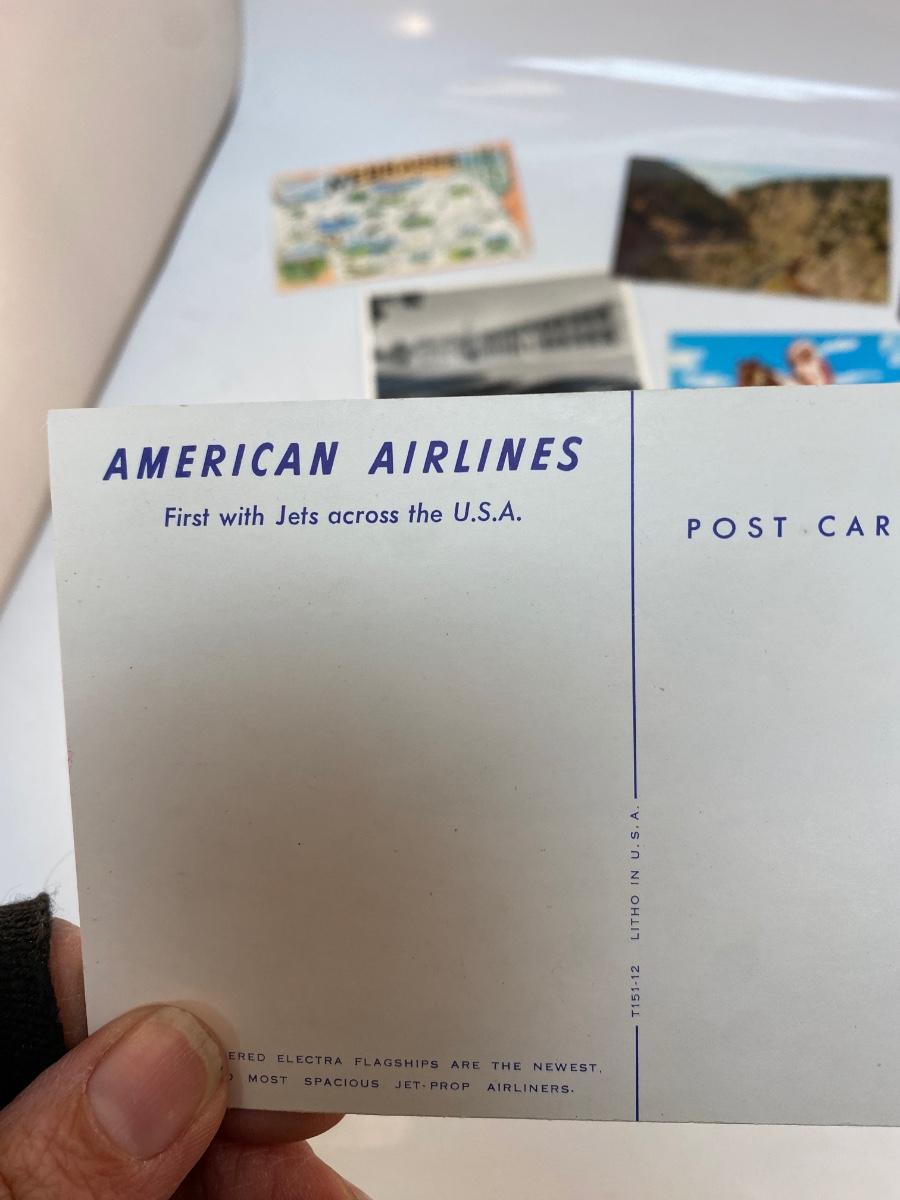 AMERICAN AIRLINES
First with Jets across the U.S.A.
POST CAR
T151-12 LITHO IN U.S.A.
ERED ELECTRA FLAGSHIPS ARE THE NEWEST,
MOST SPACIOUS JET-PROP AIRLINERS.